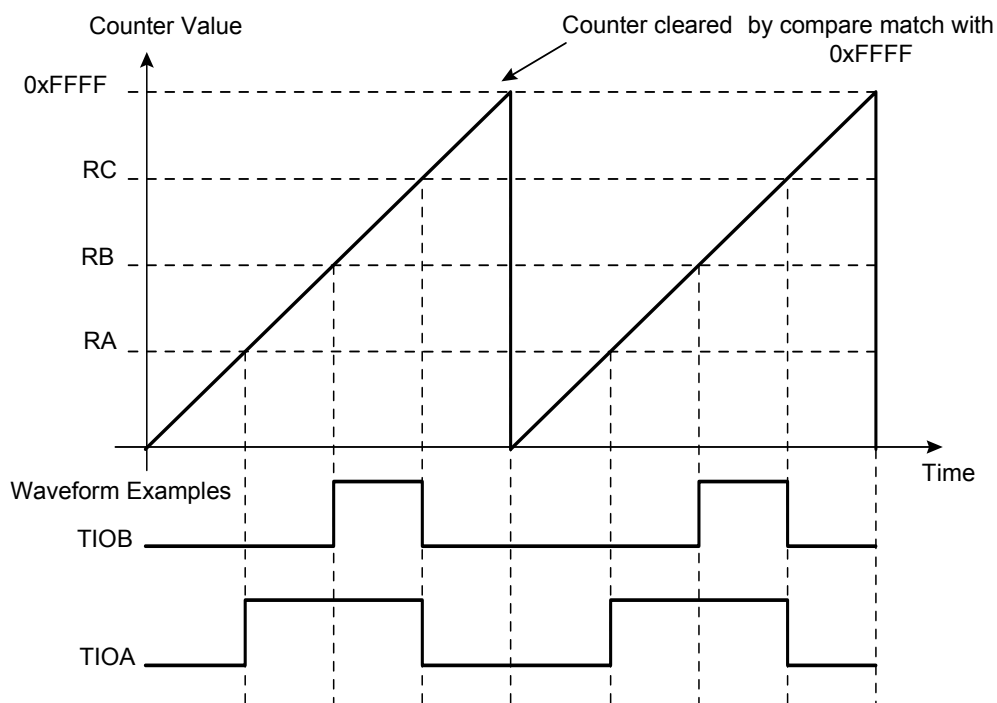 Counter Value
Counter cleared by compare match with
0xFFFF
0xFFFF
RC
RB
RA
Time
Waveform Examples
TIOB
TIOA